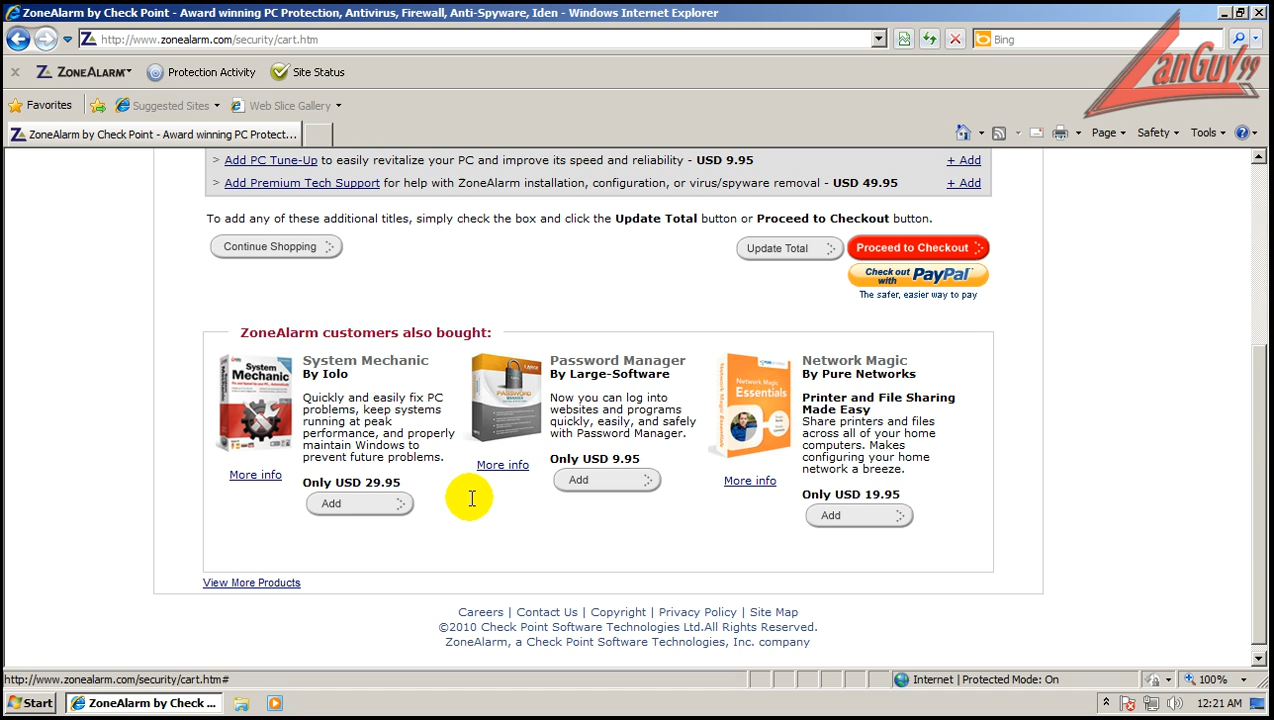 ZoneAlarm by Check Point - Award winning PC Protection, Antivirus, Firewall, Anti-Spyware, Iden - Windows Internet Explorer
http://www.zonealarm.com/security/cart.htm
Bing
LanGuy99
ZONEALARM
Protection Activity
Site Status
Favorites
Suggested Sites
Web Slice Gallery
ZoneAlarm by Check Point - Award winning PC Protect...
Page
Safety
Tools
> Add PC Tune-Up to easily revitalize your PC and improve its speed and reliability - USD 9.95 + Add
> Add Premium Tech Support for help with ZoneAlarm installation, configuration, or virus/spyware removal - USD 49.95 + Add
To add any of these additional titles, simply check the box and click the Update Total button or Proceed to Checkout button.
Continue Shopping
Update Total
Proceed to Checkout
Check out with PayPal
The safer, easier way to pay
ZoneAlarm customers also bought:
System Mechanic
By Iolo
Quickly and easily fix PC
problems, keep systems
running at peak
performance, and properly
maintain Windows to
prevent future problems.
More info
Only USD 29.95
Add
System Mechanic
Password Manager
By Large-Software
Now you can log into
websites and programs
quickly, easily, and safely
with Password Manager.
More info
Only USD 9.95
Add
PASSWORD
Network Magic
By Pure Networks
Printer and File Sharing
Made Easy
Share printers and files
across all of your home
computers. Makes
configuring your home
network a breeze.
More info
Only USD 19.95
Add
Network Magic
Essentials
View More Products
Careers | Contact Us | Copyright | Privacy Policy | Site Map
©2010 Check Point Software Technologies Ltd.All Rights Reserved.
ZoneAlarm, a Check Point Software Technologies, Inc. company
http://www.zonealarm.com/security/cart.htm#
Internet | Protected Mode: On
100%
Start
ZoneAlarm by Check ...
12:21 AM